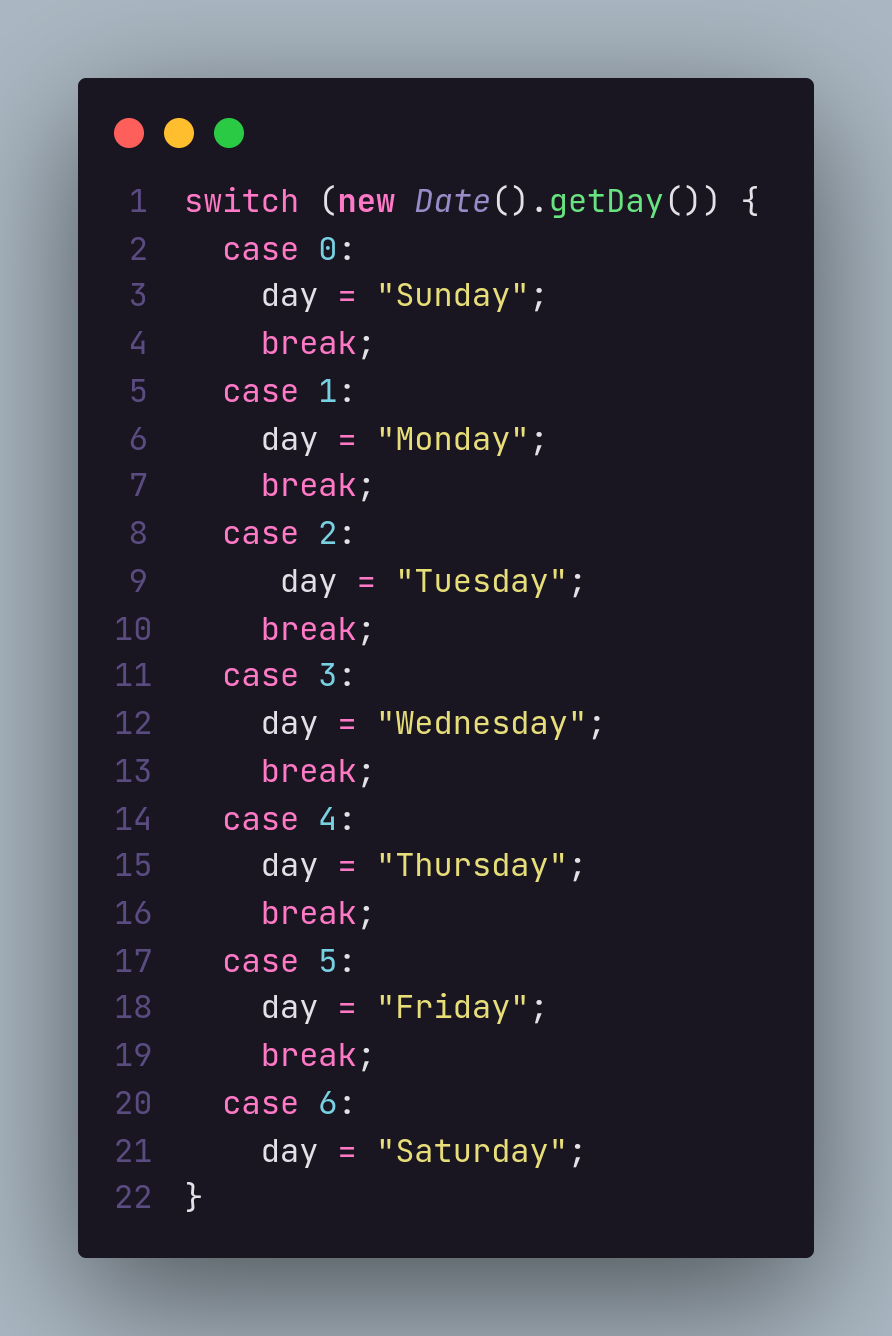 1 switch (new Date().getDay()) {
2   case 0:
3     day = "Sunday";
4     break;
5   case 1:
6     day = "Monday";
7     break;
8   case 2:
9      day = "Tuesday";
10     break;
11   case 3:
12     day = "Wednesday";
13     break;
14   case 4:
15     day = "Thursday";
16     break;
17   case 5:
18     day = "Friday";
19     break;
20   case 6:
21     day = "Saturday";
22 }